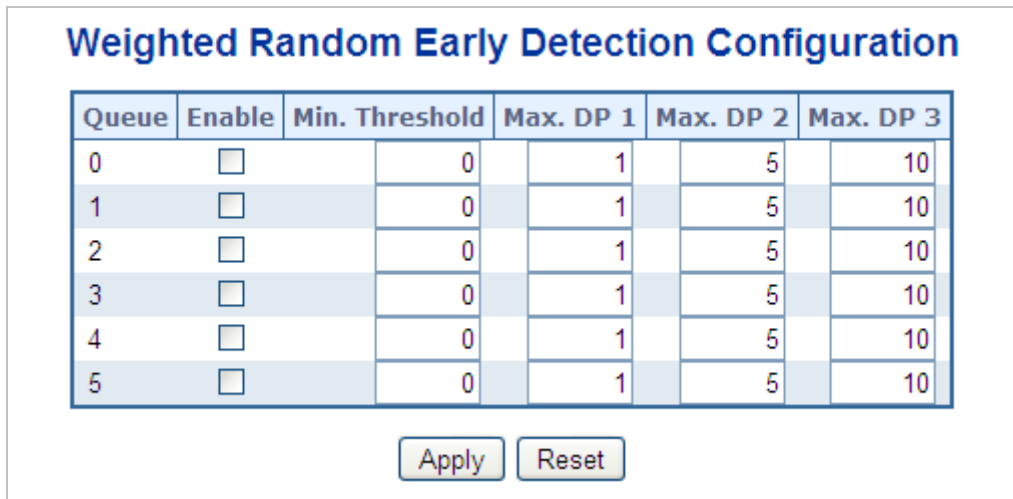 Weighted Random Early Detection Configuration
Queue Enable Min. Threshold Max. DP 1 Max. DP 2 Max. DP 3
0 0 1 5 10
1 0 1 5 10
2 0 1 5 10
3 0 1 5 10
4 0 1 5 10
5 0 1 5 10
Apply Reset